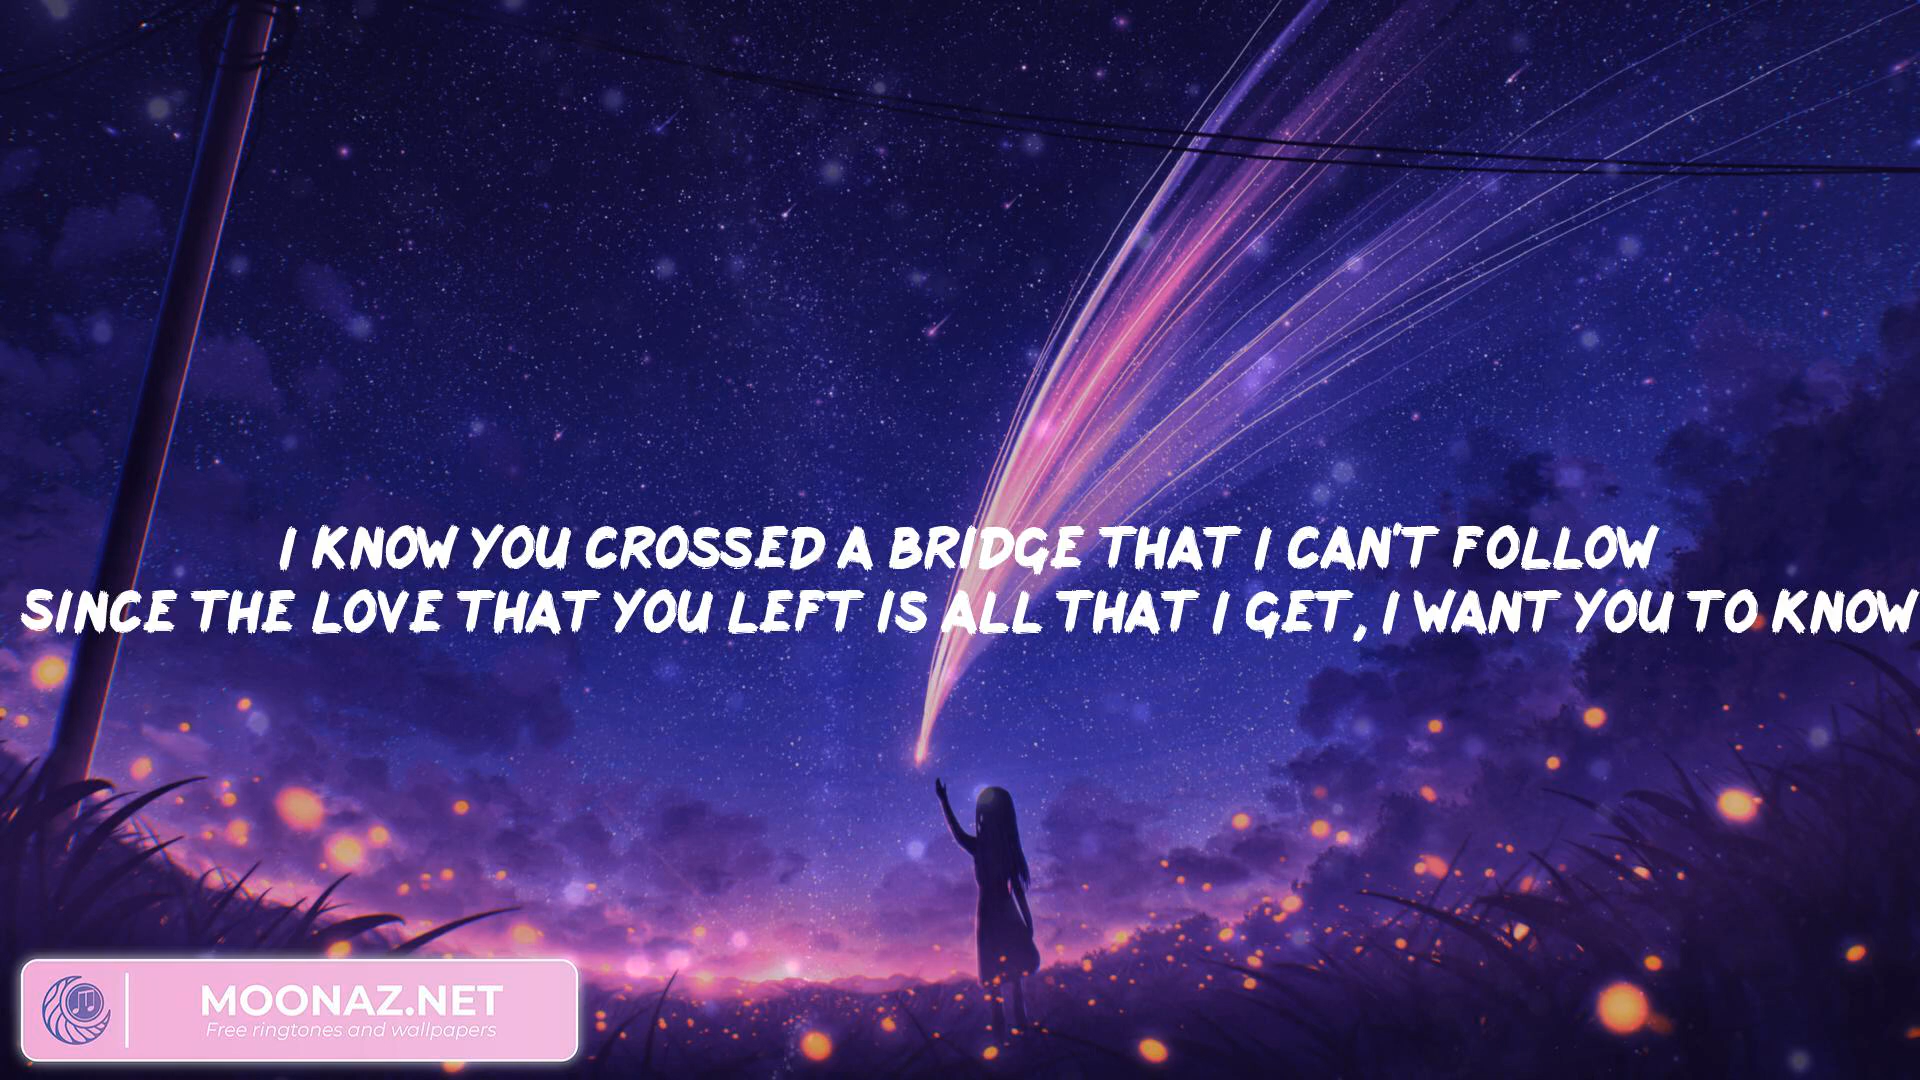 I KNOW YOU CROSSED A BRIDGE THAT I CAN'T FOLLOW
SINCE THE LOVE THAT YOU LEFT IS ALL THAT I GET, I WANT YOU TO KNOW
MOONAZ.NET
Free ringtones and wallpapers